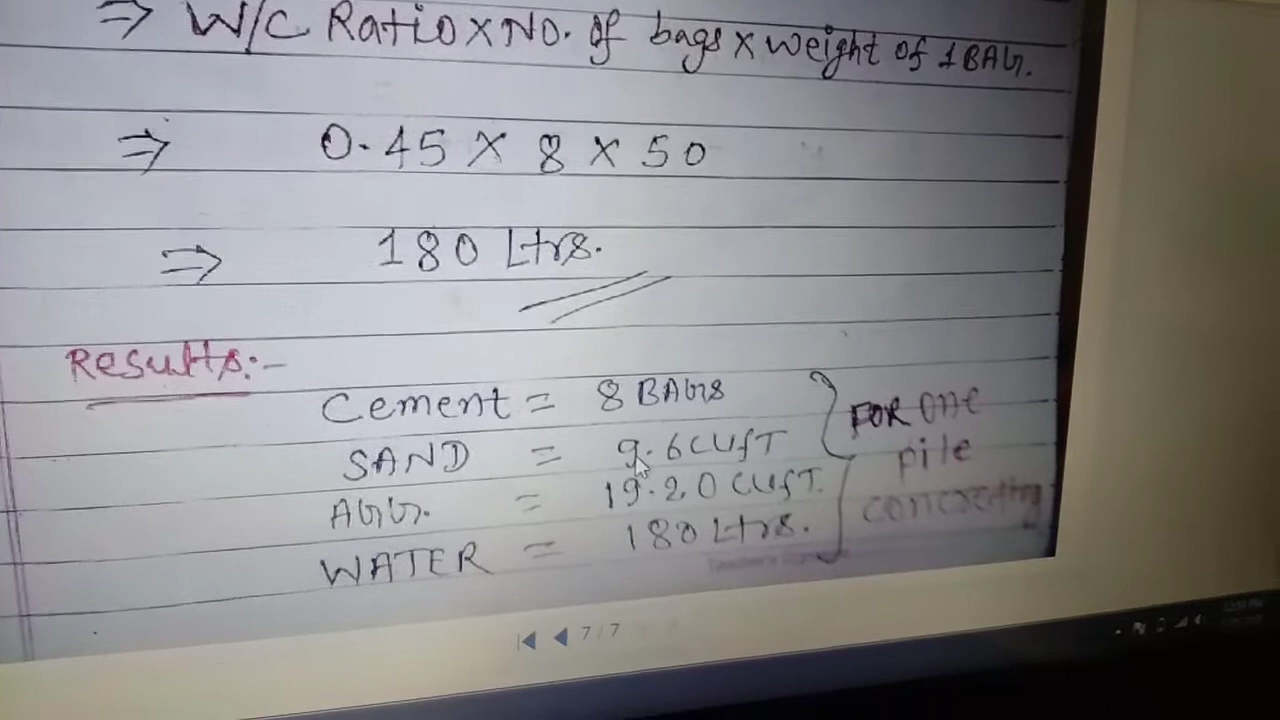 ⇒ W/C Ratio x No. of bags x weight of 1 BAG.
⇒ 0.45 x 8 x 50
⇒ 180 Ltrs.
Results:-
Cement = 8 BAGS
SAND = 9.6 CUfT
AGG. = 19.20 CUfT.
WATER = 180 Ltrs.
FOR one
pile
concreting
7 / 7